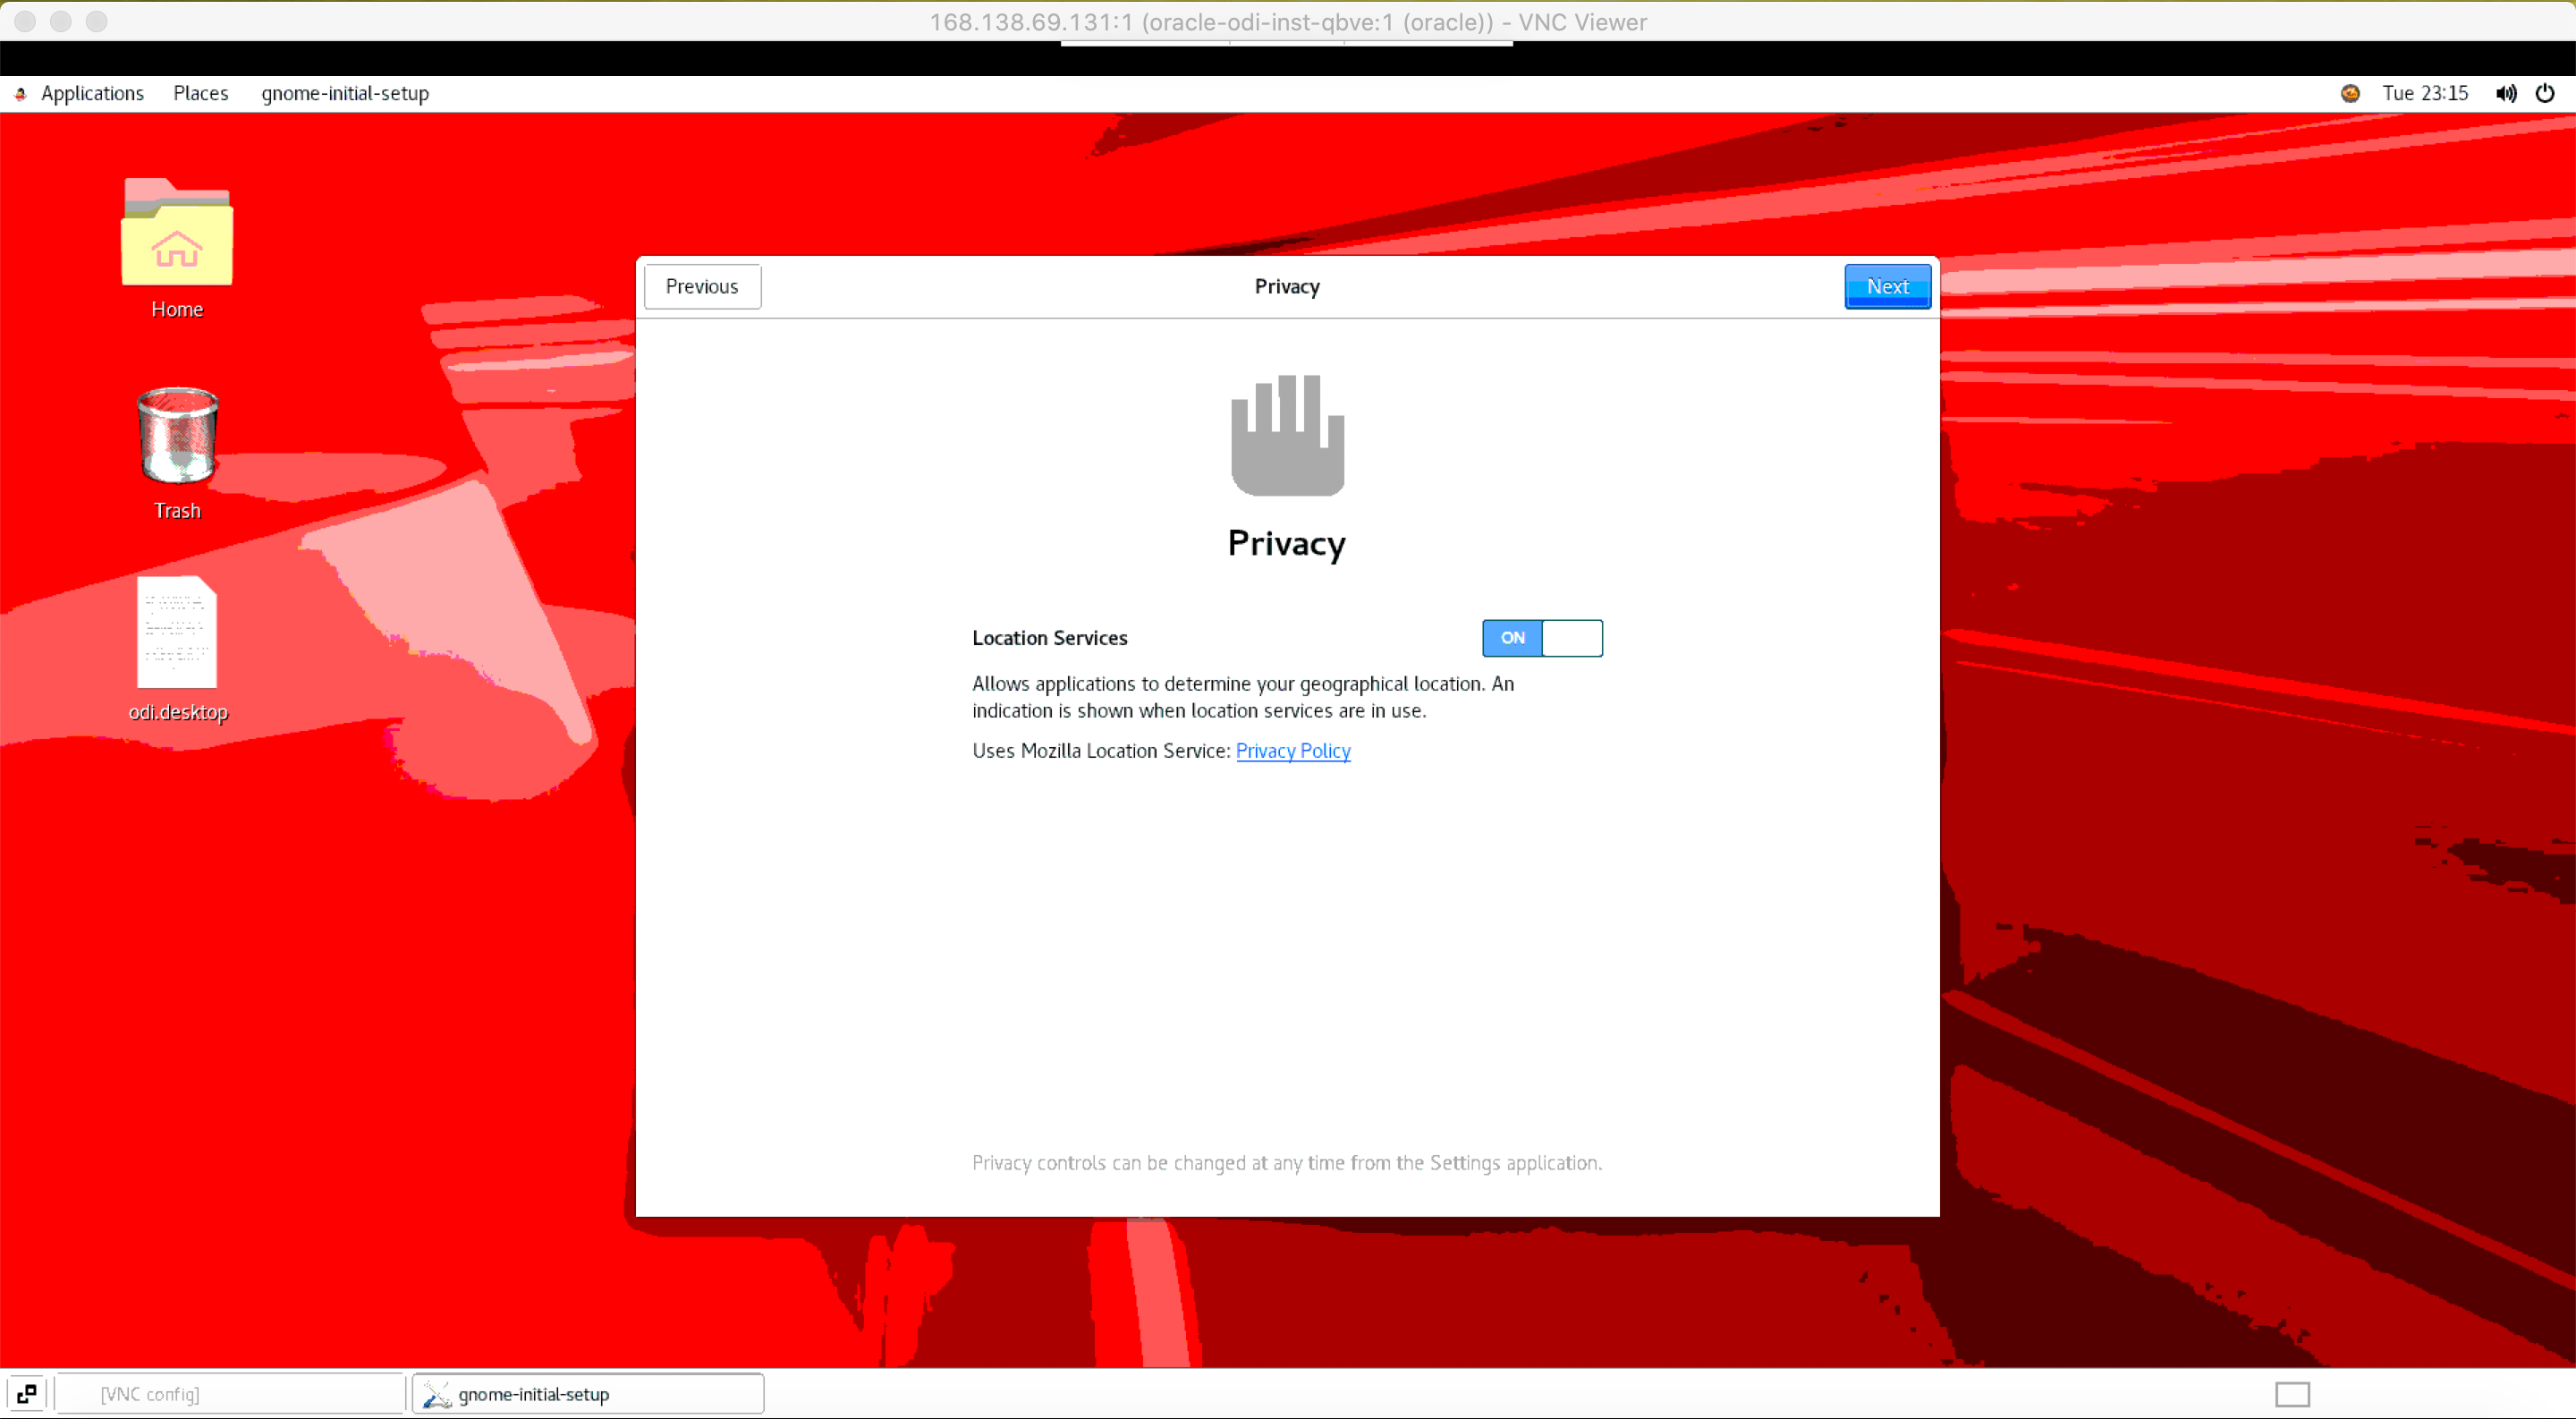 168.138.69.131:1 (oracle-odi-inst-qbve:1 (oracle)) - VNC Viewer
Applications Places gnome-initial-setup Tue 23:15
Previous Privacy Next
Home
Trash
odi.desktop
Privacy
Location Services ON
Allows applications to determine your geographical location. An
indication is shown when location services are in use.
Uses Mozilla Location Service: Privacy Policy
Privacy controls can be changed at any time from the Settings application.
[VNC config] gnome-initial-setup